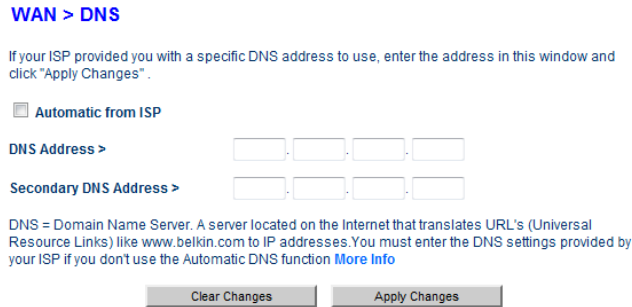 WAN > DNS
If your ISP provided you with a specific DNS address to use, enter the address in this window and
click "Apply Changes" .
Automatic from ISP
DNS Address >
. . .
Secondary DNS Address >
. . .
DNS = Domain Name Server. A server located on the Internet that translates URL's (Universal
Resource Links) like www.belkin.com to IP addresses.You must enter the DNS settings provided by
your ISP if you don't use the Automatic DNS function More Info
Clear Changes Apply Changes